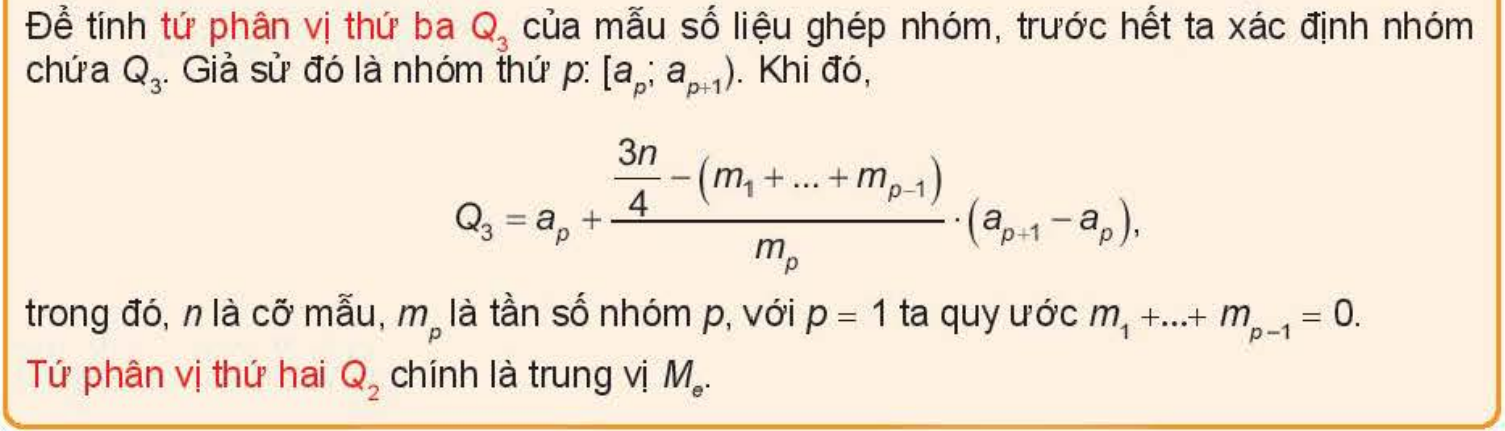 Để tính tứ phân vị thứ ba Q₃ của mẫu số liệu ghép nhóm, trước hết ta xác định nhóm
chứa Q₃. Giả sử đó là nhóm thứ p: [aₚ; aₚ₊₁). Khi đó,
Q₃ = aₚ + (3n/4 − (m₁ + ... + mₚ₋₁))/mₚ · (aₚ₊₁ − aₚ),
trong đó, n là cỡ mẫu, mₚ là tần số nhóm p, với p = 1 ta quy ước m₁ +...+ mₚ₋₁ = 0.
Tứ phân vị thứ hai Q₂ chính là trung vị Mₑ.